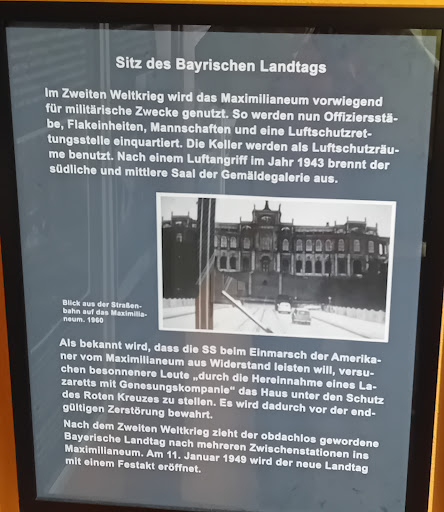 Sitz des Bayrischen Landtags
Im Zweiten Weltkrieg wird das Maximilianeum vorwiegend
für militärische Zwecke genutzt. So werden nun Offiziersstä-
be, Flakeinheiten, Mannschaften und eine Luftschutzret-
tungsstelle einquartiert. Die Keller werden als Luftschutzräu-
me benutzt. Nach einem Luftangriff im Jahr 1943 brennt der
südliche und mittlere Saal der Gemäldegalerie aus.
Blick aus der Straßen-
bahn auf das Maximilia-
neum. 1960
Als bekannt wird, dass die SS beim Einmarsch der Amerika-
ner vom Maximilianeum aus Widerstand leisten will, versu-
chen besonnenere Leute „durch die Hereinnahme eines La-
zaretts mit Genesungskompanie“ das Haus unter den Schutz
des Roten Kreuzes zu stellen. Es wird dadurch vor der end-
gültigen Zerstörung bewahrt.
Nach dem Zweiten Weltkrieg zieht der obdachlos gewordene
Bayerische Landtag nach mehreren Zwischenstationen ins
Maximilianeum. Am 11. Januar 1949 wird der neue Landtag
mit einem Festakt eröffnet.